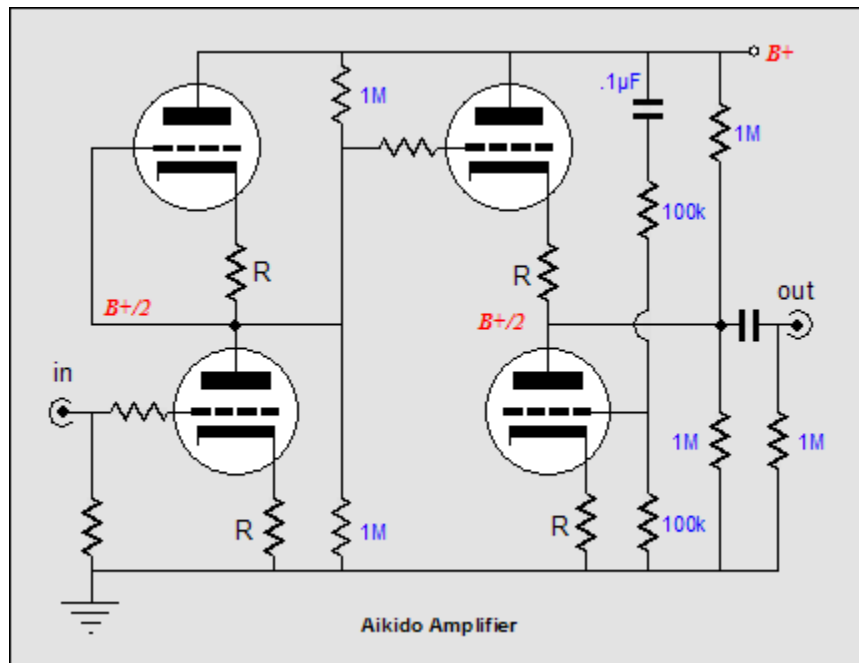 B+
.1µF
1M
1M
100k
R
R
out
B+/2
B+/2
in
1M
1M
R
1M
R
100k
Aikido Amplifier